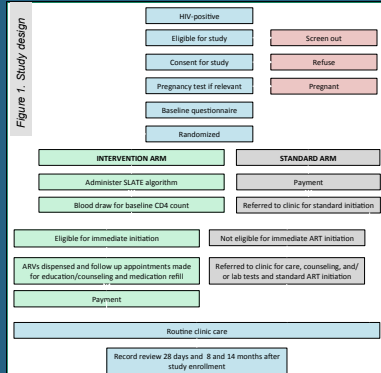 Figure 1. Study design
HIV-positive
Eligible for study
Screen out
Consent for study
Refuse
Pregnancy test if relevant
Pregnant
Baseline questionnaire
Randomized
INTERVENTION ARM
STANDARD ARM
Administer SLATE algorithm
Payment
Blood draw for baseline CD4 count
Referred to clinic for standard initiation
Eligible for immediate initiation
Not eligible for immediate ART initiation
ARVs dispensed and follow up appointments made
for education/counseling and medication refill
Referred to clinic for care, counseling, and/
or lab tests and standard ART initiation
Payment
Routine clinic care
Record review 28 days and 8 and 14 months after
study enrollment